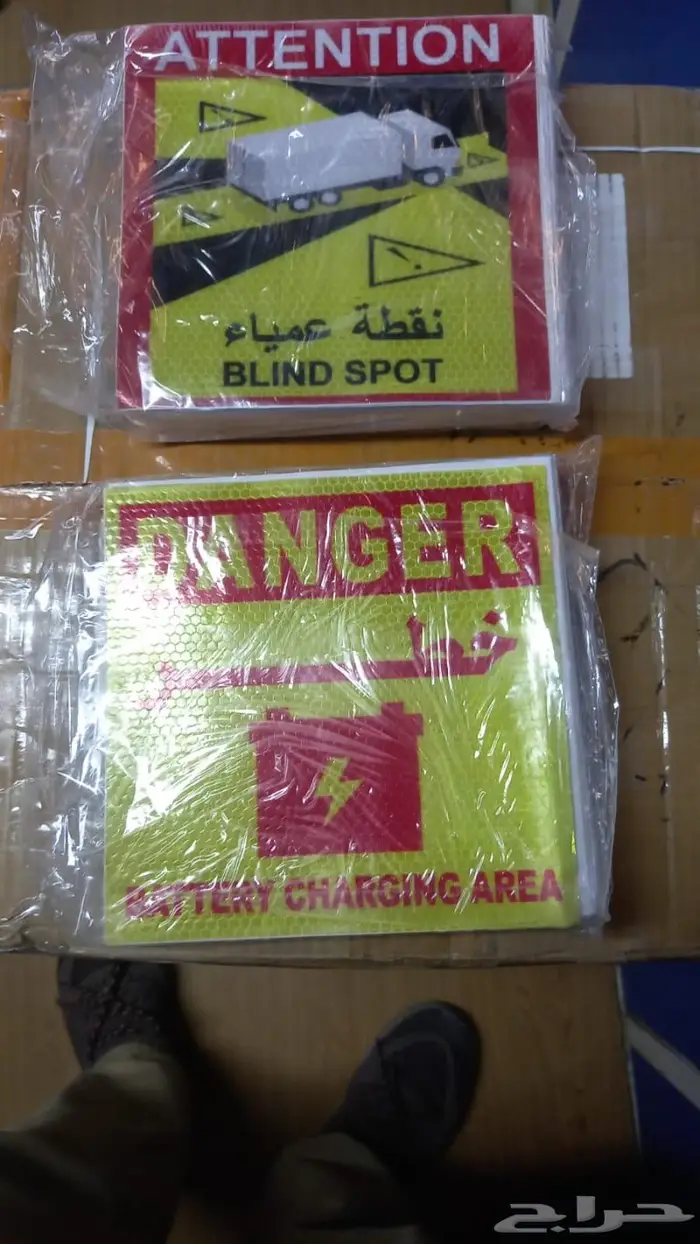 ATTENTION
نقطة عمياء
BLIND SPOT
DANGER
خطر
BATTERY CHARGING AREA
حراج